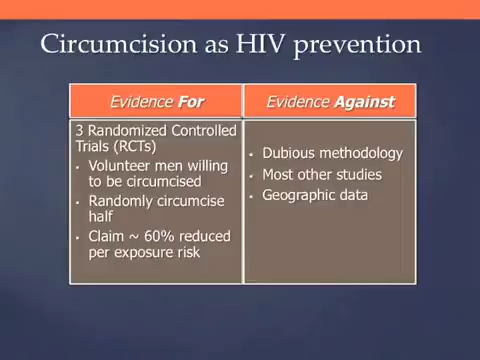 Circumcision as HIV prevention
Evidence For
Evidence Against
3 Randomized Controlled
Trials (RCTs)
• Volunteer men willing
to be circumcised
• Randomly circumcise
half
• Claim ~ 60% reduced
per exposure risk
• Dubious methodology
• Most other studies
• Geographic data